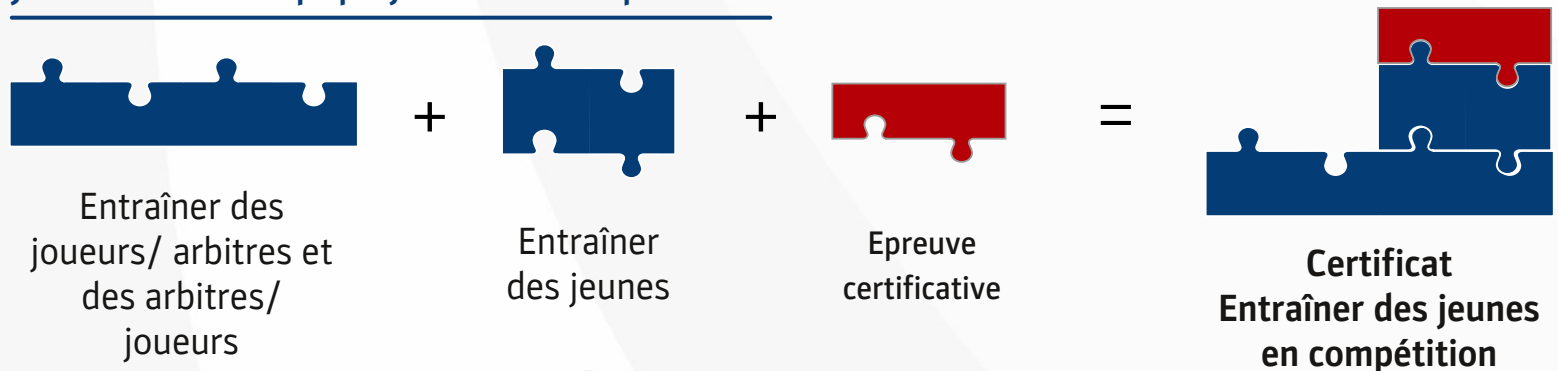 +
+
=
Entraîner des
joueurs/ arbitres et
des arbitres/
joueurs
Entraîner
des jeunes
Epreuve
certificative
Certificat
Entraîner des jeunes
en compétition